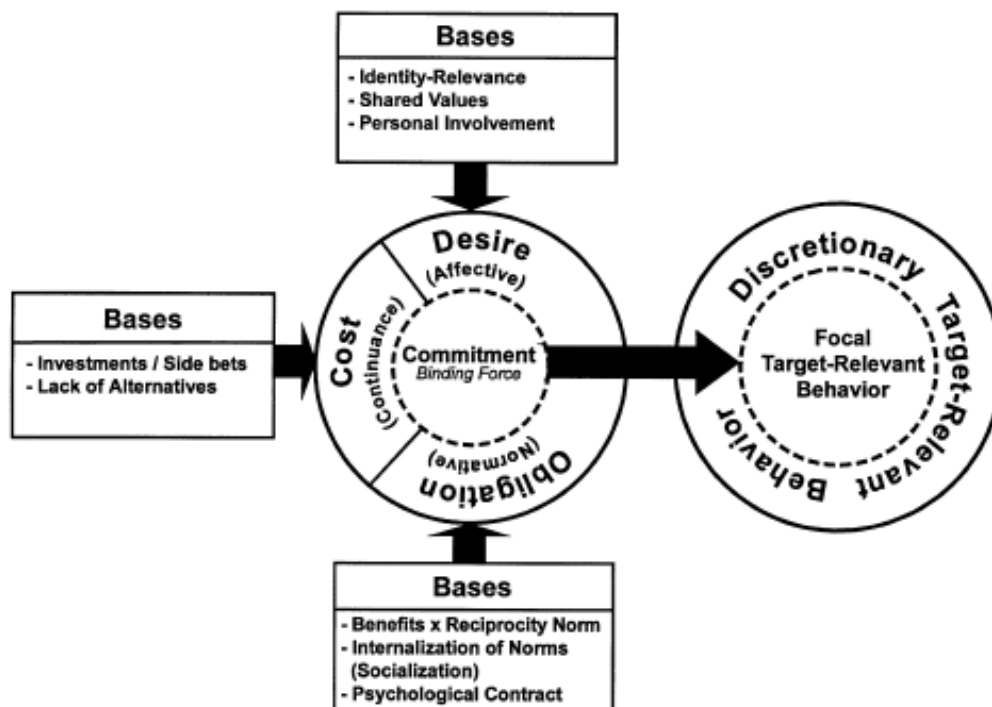 Bases
- Identity-Relevance
- Shared Values
- Personal Involvement
Bases
- Investments / Side bets
- Lack of Alternatives
Desire
(Affective)
Cost
(Continuance)
Commitment
Binding Force
Obligation
(Normative)
Discretionary Target-Relevant Behavior
Focal
Target-Relevant
Behavior
Bases
- Benefits x Reciprocity Norm
- Internalization of Norms
(Socialization)
- Psychological Contract